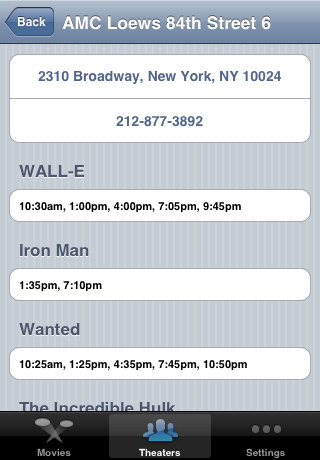 Back
AMC Loews 84th Street 6
2310 Broadway, New York, NY 10024
212-877-3892
WALL-E
10:30am, 1:00pm, 4:00pm, 7:05pm, 9:45pm
Iron Man
1:35pm, 7:10pm
Wanted
10:25am, 1:25pm, 4:35pm, 7:45pm, 10:50pm
The Incredible Hulk
Movies
Theaters
Settings